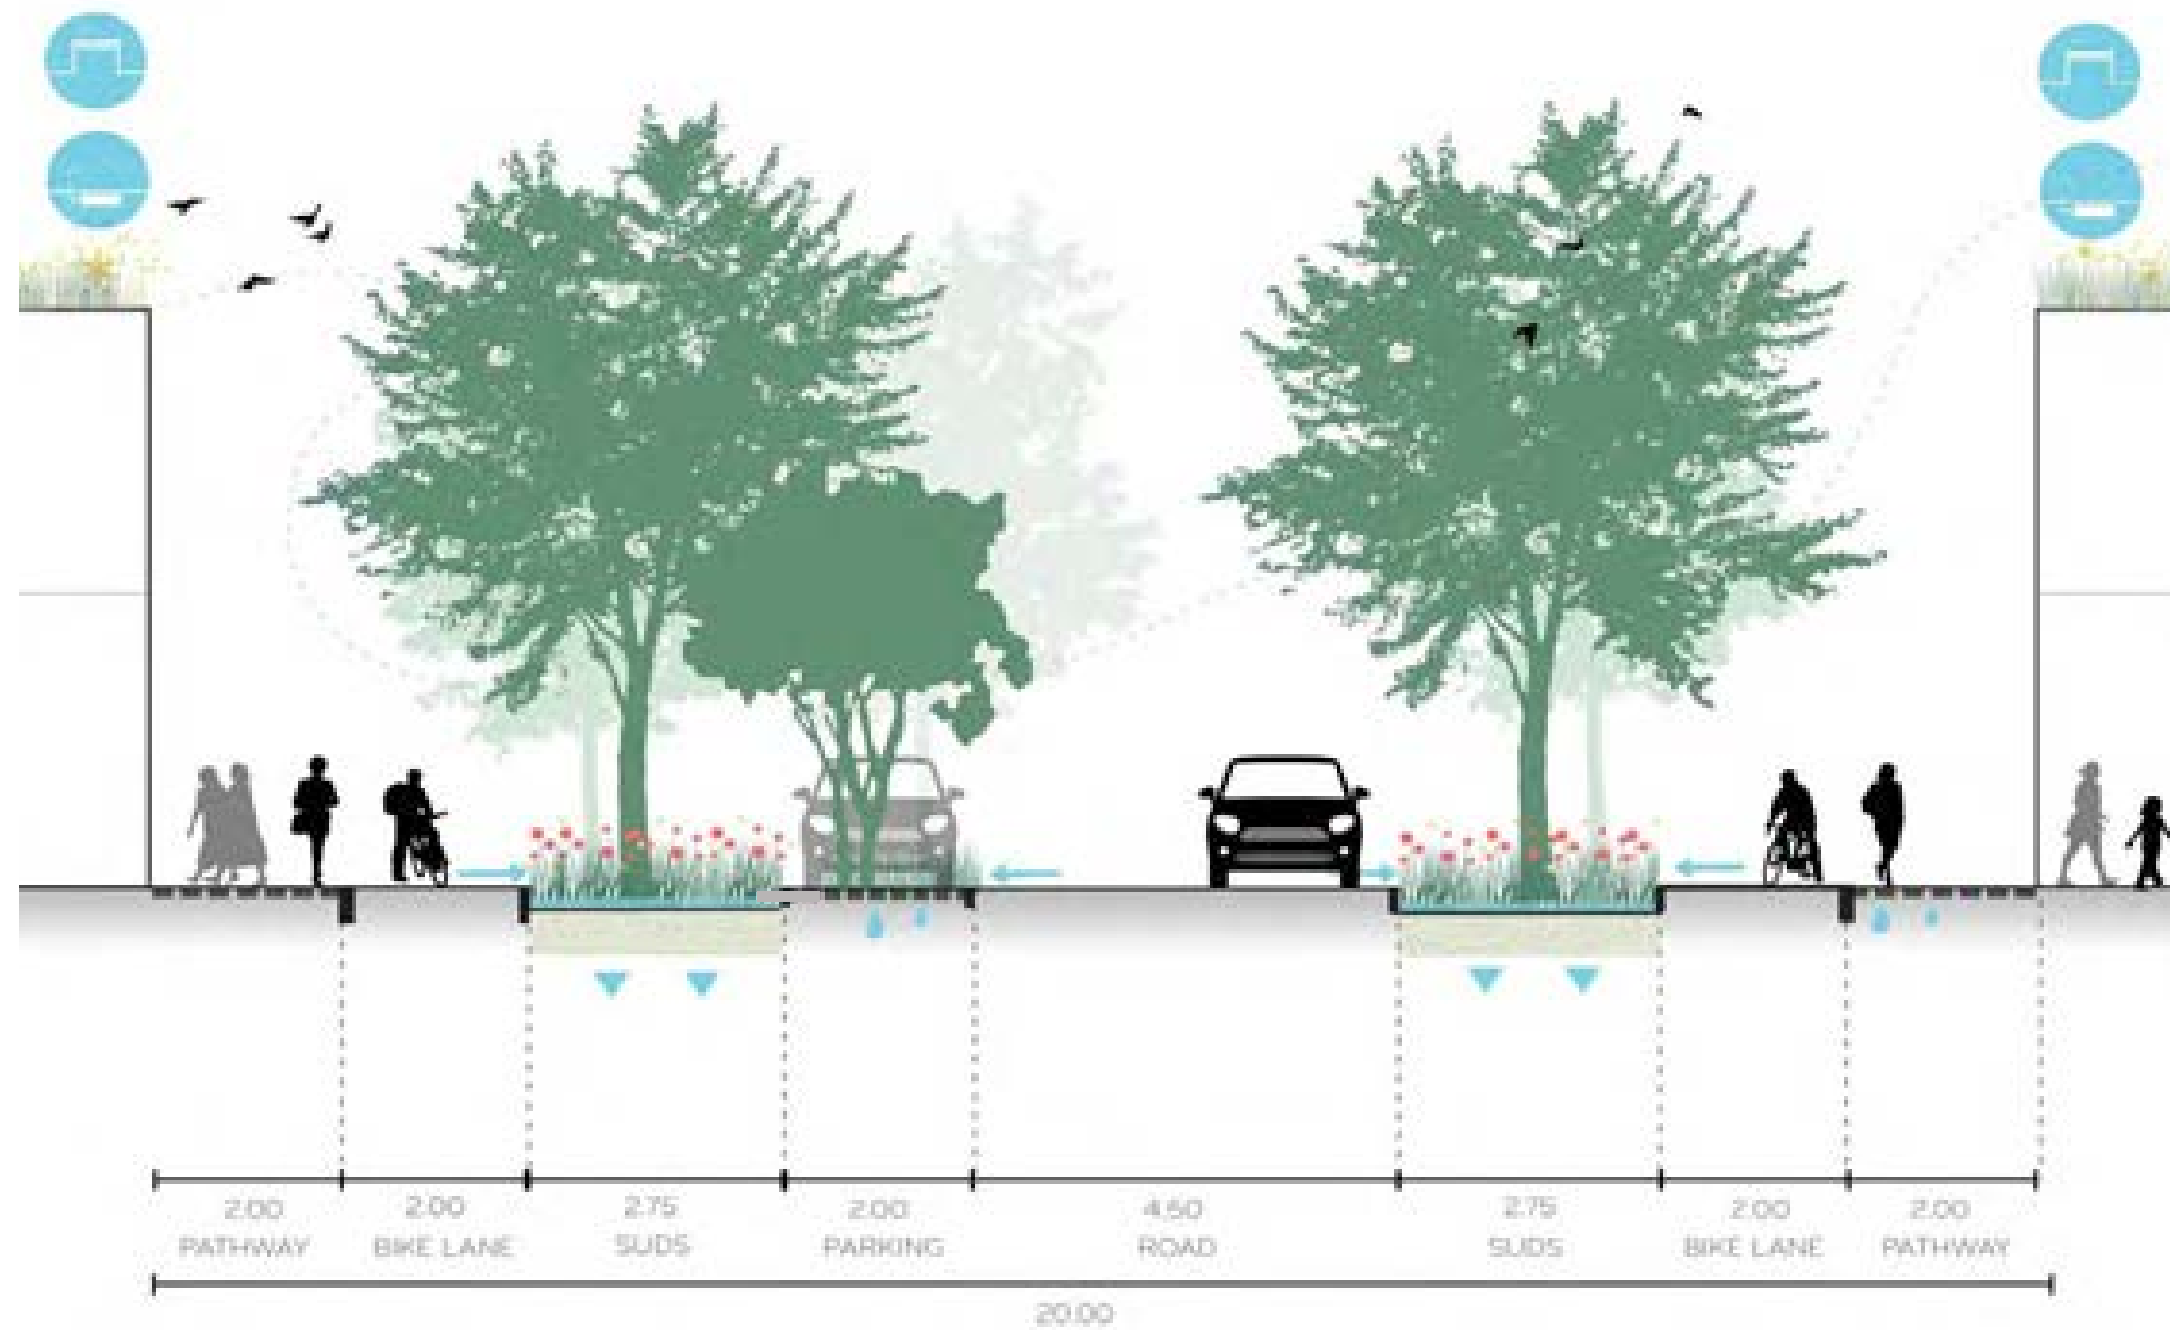 2.00 2.00 2.75 2.00 4.50 2.75 2.00 2.00
PATHWAY BIKE LANE SUDS PARKING ROAD SUDS BIKE LANE PATHWAY
20.00